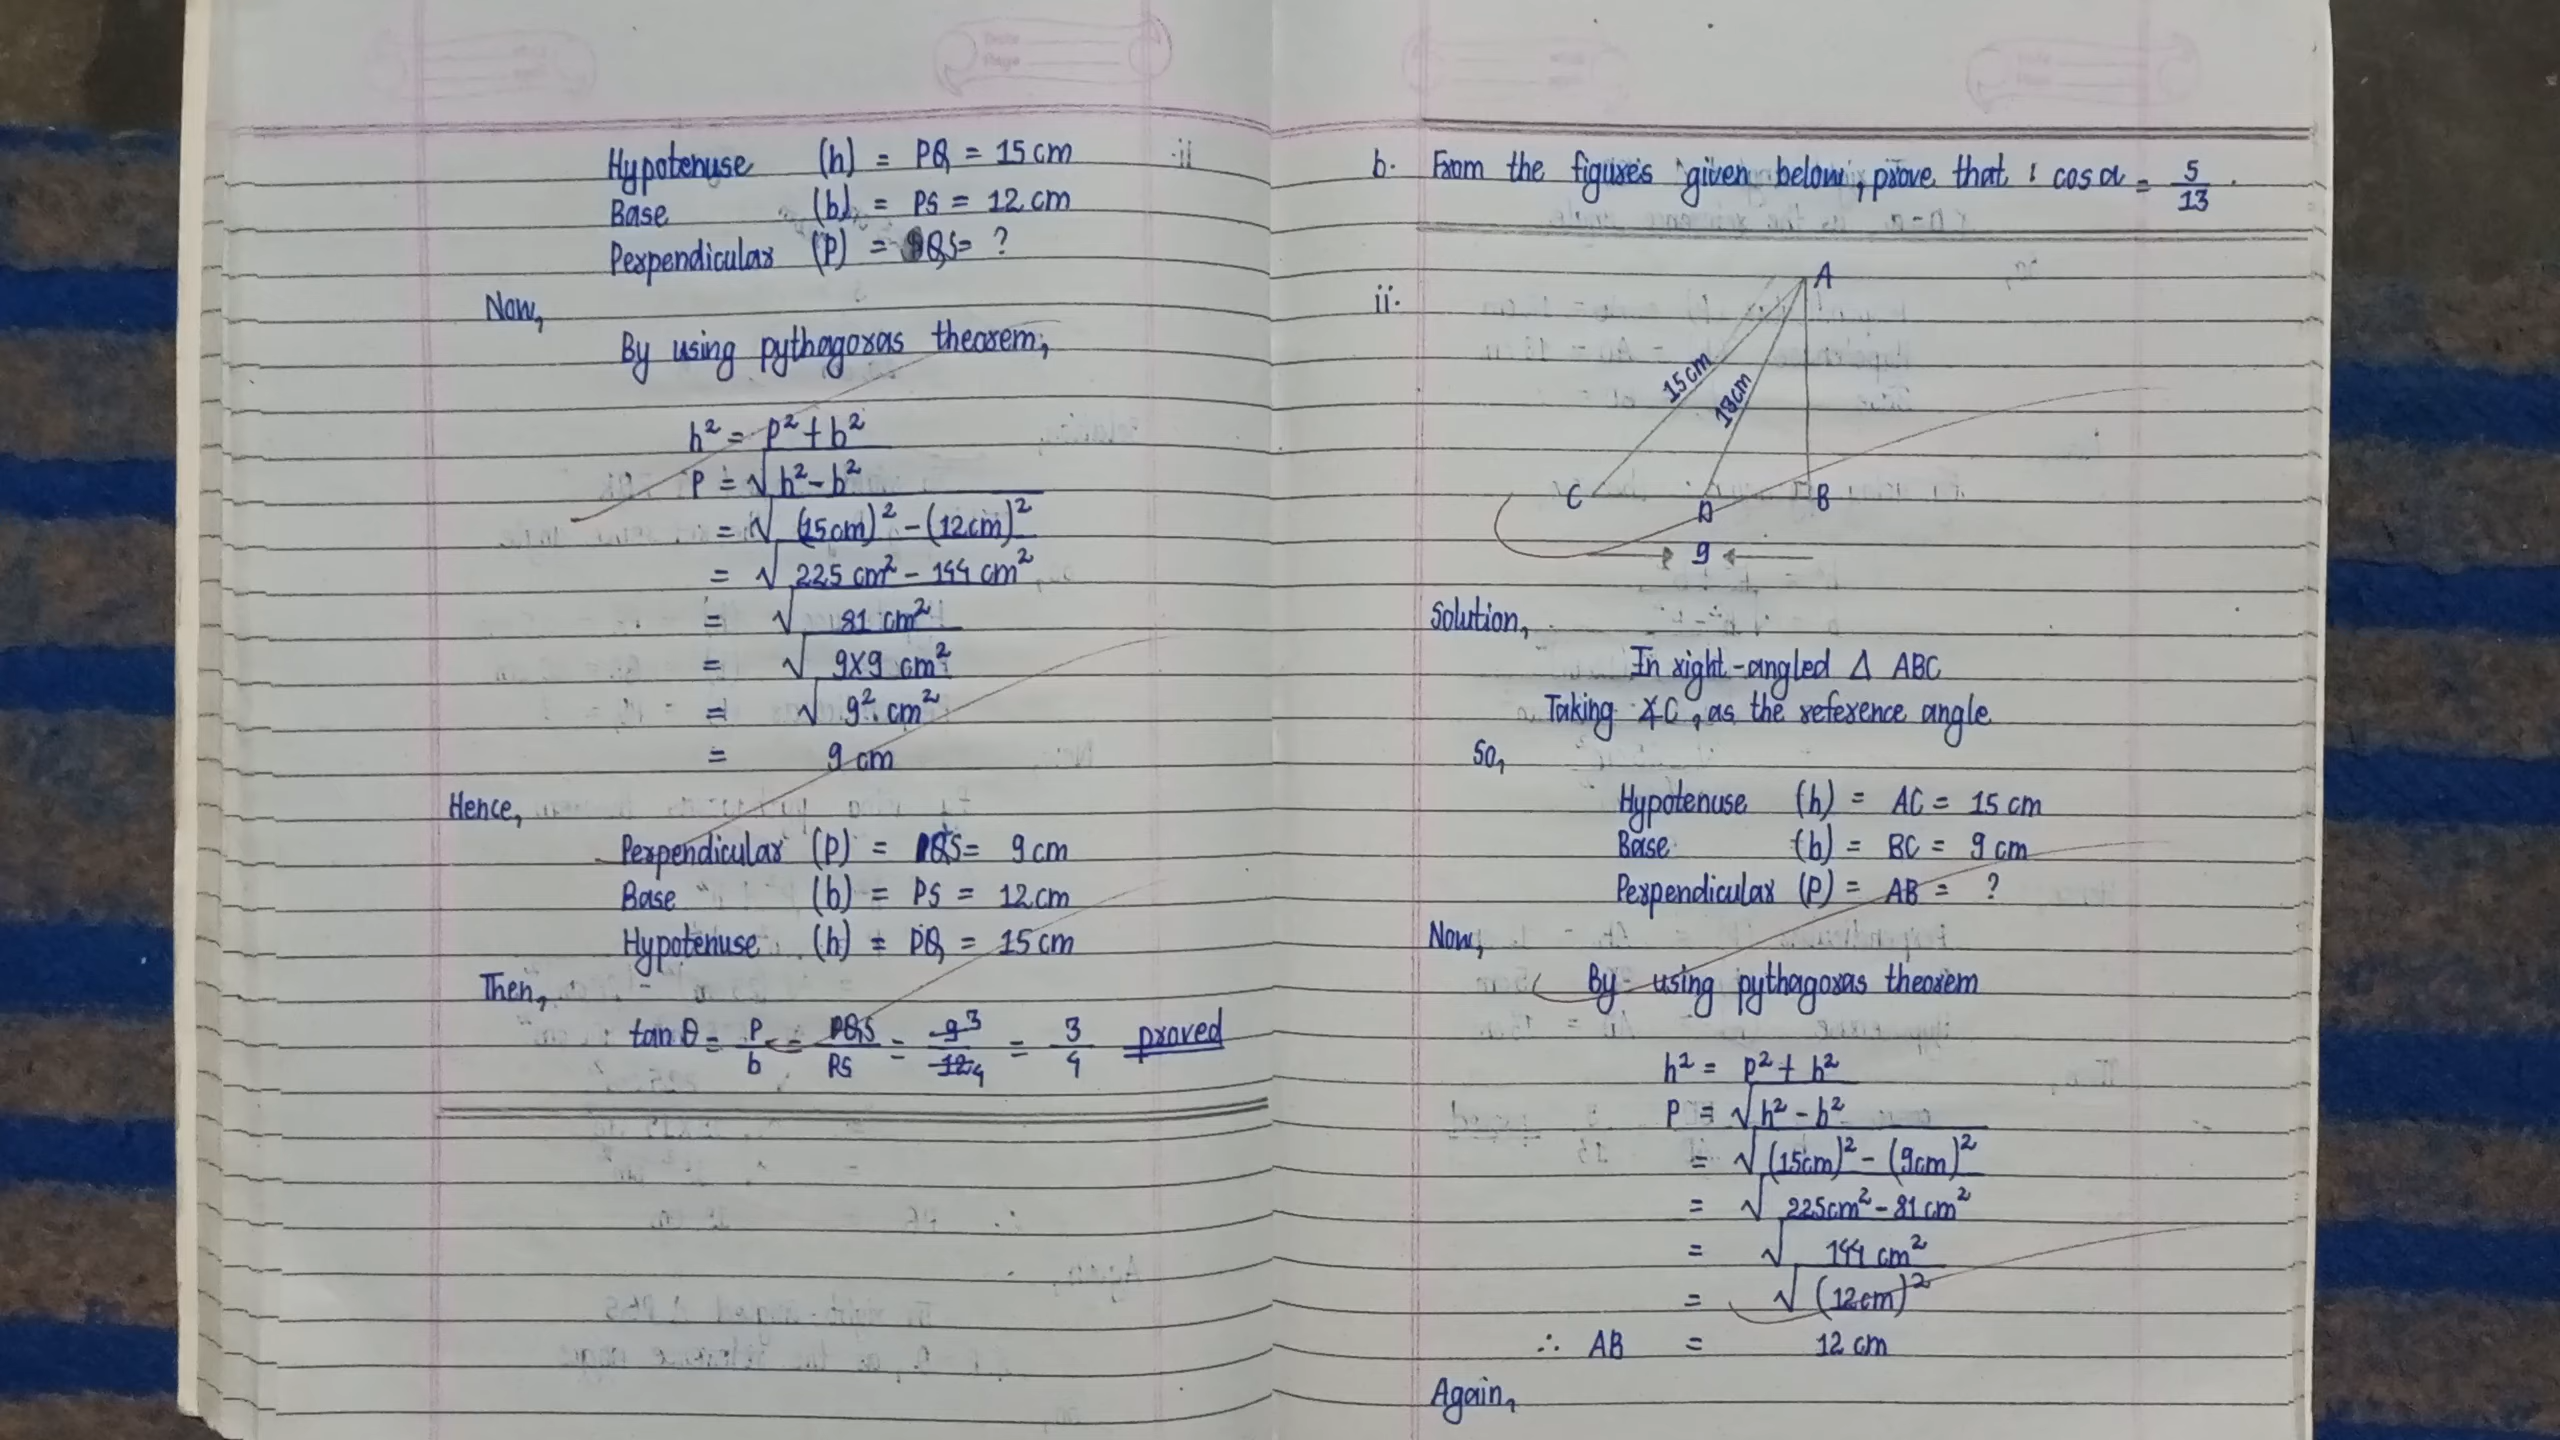 Hypotenuse (h) = PQ = 15 cm
Base (b) = PS = 12 cm
Perpendicular (P) = QS = ?
Now,
By using pythagoras theorem,
h² = p² + b²
P = √h² - b²
= √(15cm)² - (12cm)²
= √225 cm² - 144 cm²
= √81 cm²
= √9×9 cm²
= √9² cm²
= 9 cm
Hence,
Perpendicular (P) = QS = 9 cm
Base (b) = PS = 12 cm
Hypotenuse (h) = PQ = 15 cm
Then,
tan θ = P/b = QS/PS = 9 3/12 4 = 3/4 proved
b. From the figures given below, prove that : cos α = 5/13.
ii.
A
15 cm
13cm
C
D
B
9
Solution,
In right-angled Δ ABC
Taking ∡C, as the reference angle
So,
Hypotenuse (h) = AC = 15 cm
Base (b) = BC = 9 cm
Perpendicular (P) = AB = ?
Now,
By using pythagoras theorem
h² = p² + b²
P = √h² - b²
= √(15cm)² - (9cm)²
= √225cm² - 81 cm²
= √144 cm²
= √(12cm)²
∴ AB = 12 cm
Again,